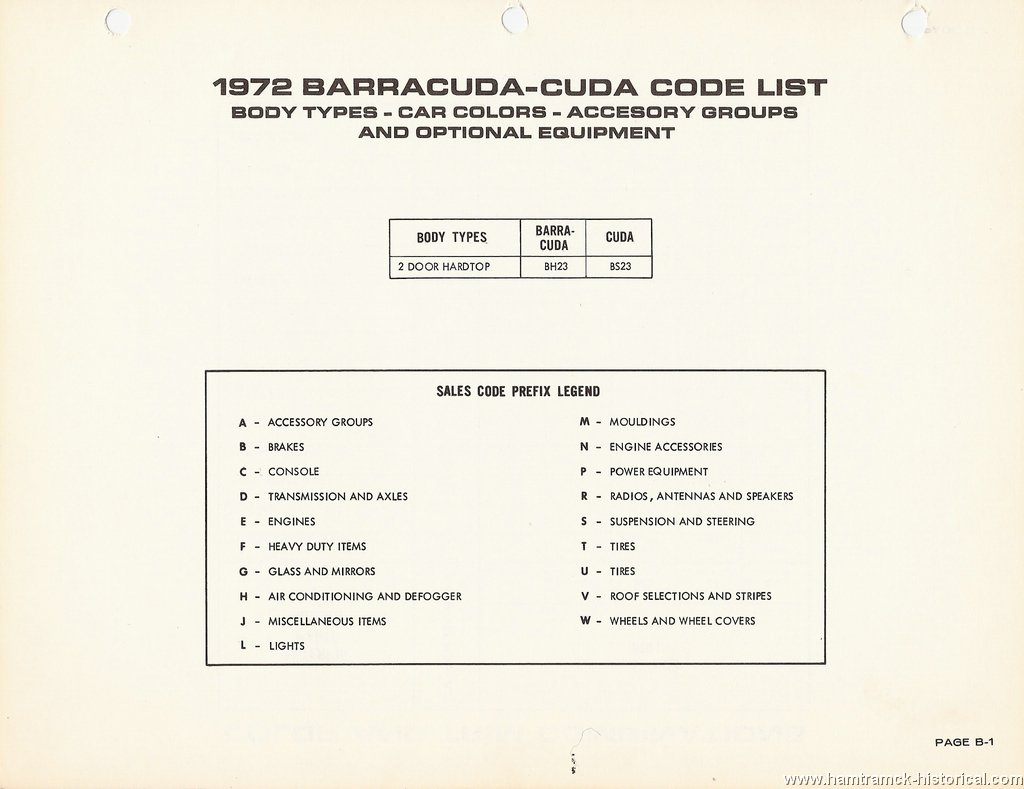 1972 BARRACUDA-CUDA CODE LIST
BODY TYPES - CAR COLORS - ACCESORY GROUPS
AND OPTIONAL EQUIPMENT
BODY TYPES BARRA-CUDA CUDA
2 DOOR HARDTOP BH23 BS23
SALES CODE PREFIX LEGEND
A - ACCESSORY GROUPS
B - BRAKES
C - CONSOLE
D - TRANSMISSION AND AXLES
E - ENGINES
F - HEAVY DUTY ITEMS
G - GLASS AND MIRRORS
H - AIR CONDITIONING AND DEFOGGER
J - MISCELLANEOUS ITEMS
L - LIGHTS
M - MOULDINGS
N - ENGINE ACCESSORIES
P - POWER EQUIPMENT
R - RADIOS, ANTENNAS AND SPEAKERS
S - SUSPENSION AND STEERING
T - TIRES
U - TIRES
V - ROOF SELECTIONS AND STRIPES
W - WHEELS AND WHEEL COVERS
PAGE B-1
www.hamtramck-historical.com